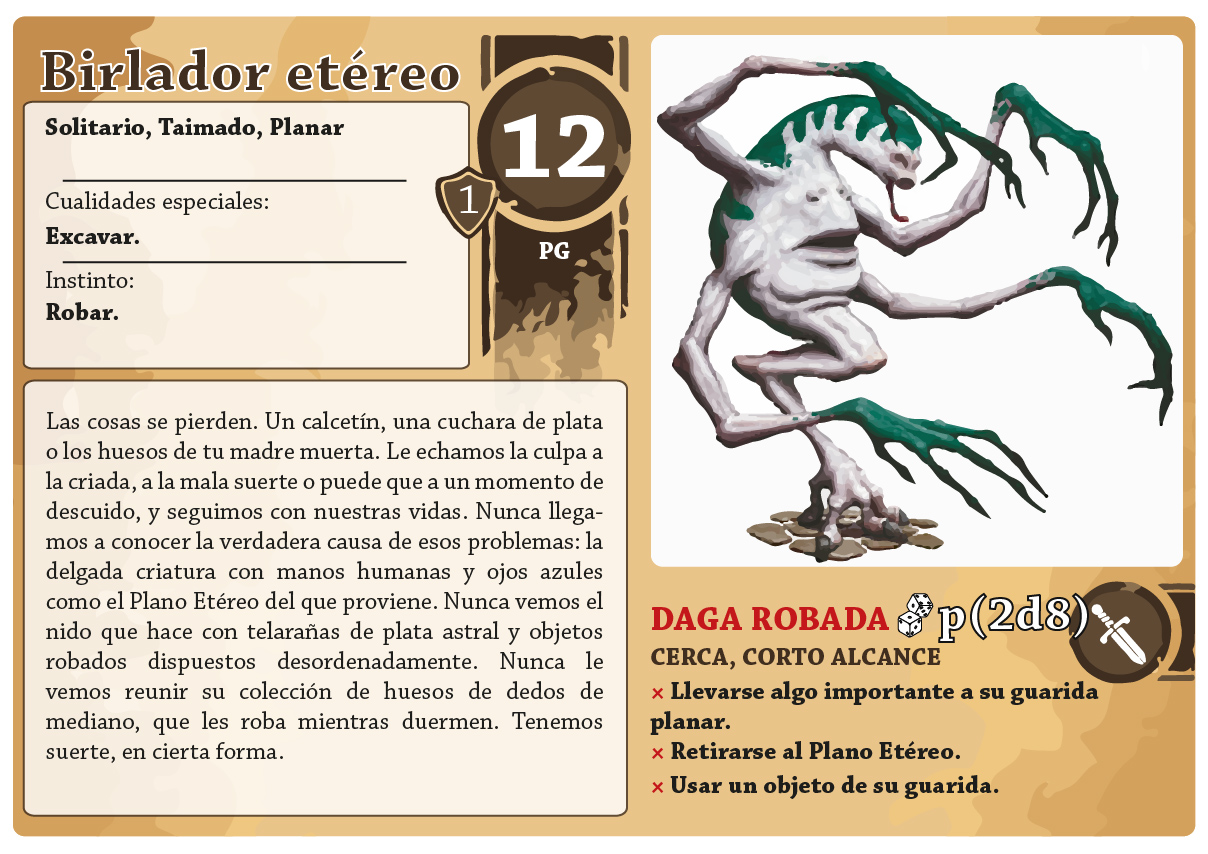 Birlador etéreo
Solitario, Taimado, Planar
Cualidades especiales:
Excavar.
Instinto:
Robar.
12
1
PG
Las cosas se pierden. Un calcetín, una cuchara de plata
o los huesos de tu madre muerta. Le echamos la culpa a
la criada, a la mala suerte o puede que a un momento de
descuido, y seguimos con nuestras vidas. Nunca llega-
mos a conocer la verdadera causa de esos problemas: la
delgada criatura con manos humanas y ojos azules
como el Plano Etéreo del que proviene. Nunca vemos el
nido que hace con telarañas de plata astral y objetos
robados dispuestos desordenadamente. Nunca le
vemos reunir su colección de huesos de dedos de
mediano, que les roba mientras duermen. Tenemos
suerte, en cierta forma.
DAGA ROBADA p(2d8)
CERCA, CORTO ALCANCE
× Llevarse algo importante a su guarida
planar.
× Retirarse al Plano Etéreo.
× Usar un objeto de su guarida.